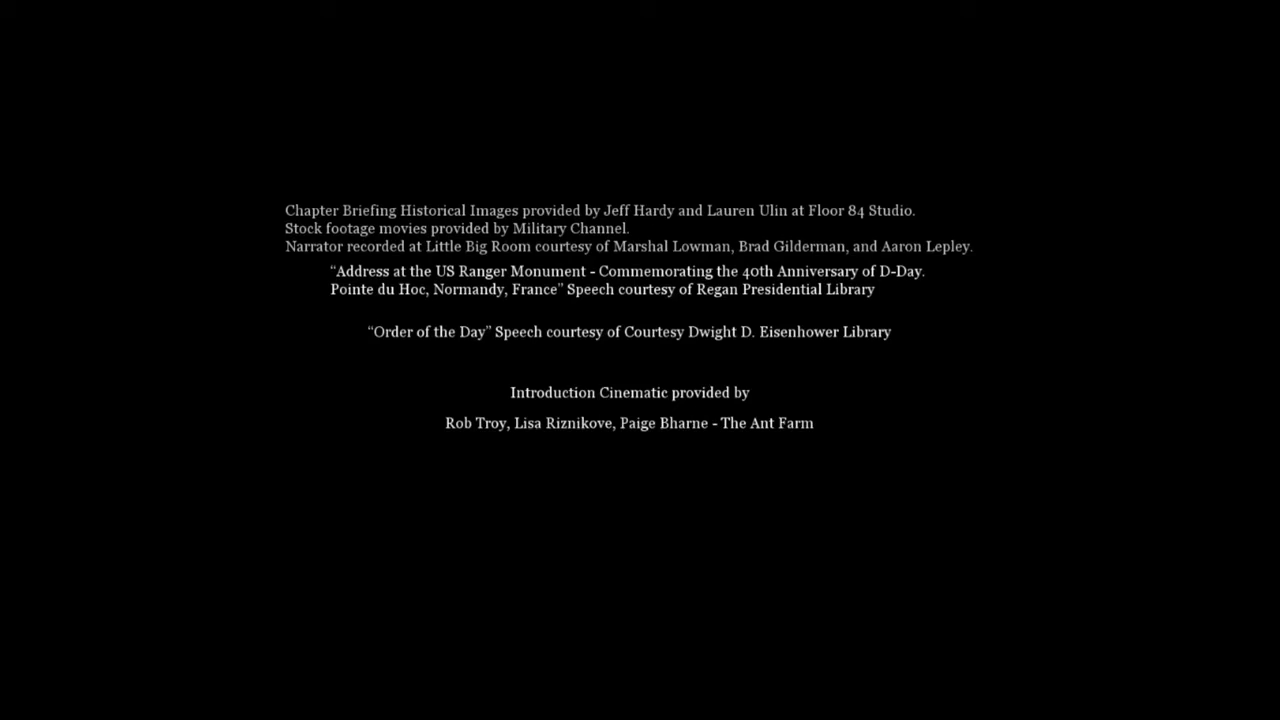 Chapter Briefing Historical Images provided by Jeff Hardy and Lauren Ulin at Floor 84 Studio.
Stock footage movies provided by Military Channel.
Narrator recorded at Little Big Room courtesy of Marshal Lowman, Brad Gilderman, and Aaron Lepley.
“Address at the US Ranger Monument - Commemorating the 40th Anniversary of D-Day.
Pointe du Hoc, Normandy, France” Speech courtesy of Regan Presidential Library
“Order of the Day” Speech courtesy of Courtesy Dwight D. Eisenhower Library
Introduction Cinematic provided by
Rob Troy, Lisa Riznikove, Paige Bharne - The Ant Farm